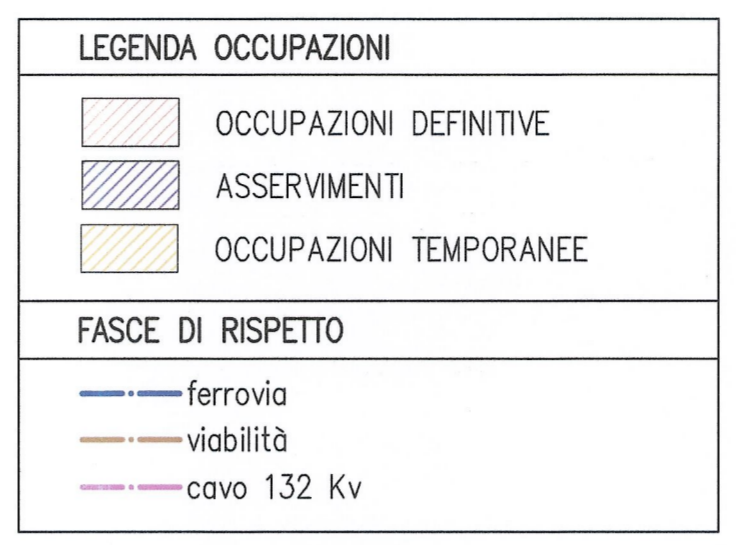 LEGENDA OCCUPAZIONI
OCCUPAZIONI DEFINITIVE
ASSERVIMENTI
OCCUPAZIONI TEMPORANEE
FASCE DI RISPETTO
ferrovia
viabilità
cavo 132 Kv